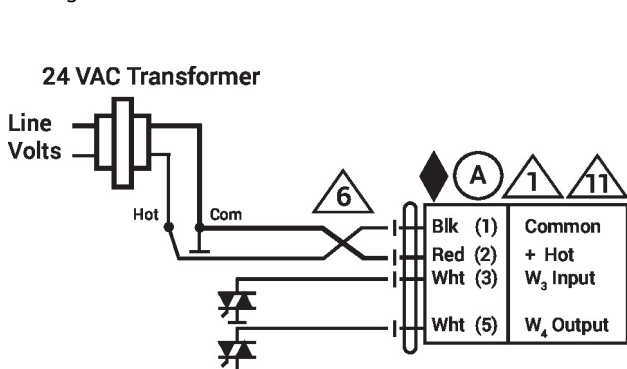 24 VAC Transformer
Line
Volts
Hot
Com
6
A
1
11
Blk (1) Common
Red (2) + Hot
Wht (3) W₃ Input
Wht (5) W₄ Output